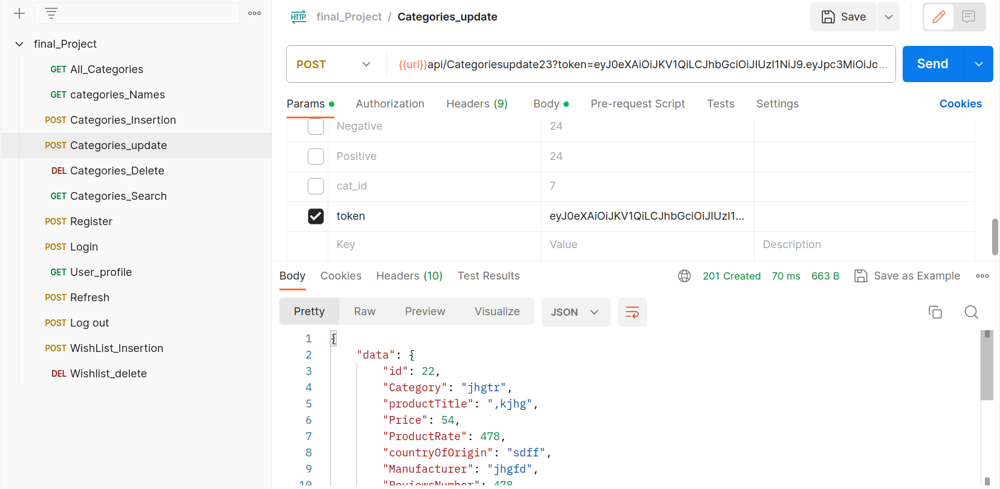 final_Project
GET All_Categories
GET categories_Names
POST Categories_Insertion
POST Categories_update
DEL Categories_Delete
GET Categories_Search
POST Register
POST Login
GET User_profile
POST Refresh
POST Log out
POST WishList_Insertion
DEL Wishlist_delete
HTTP final_Project / Categories_update
Save
POST {{url}}api/Categoriesupdate23?token=eyJ0eXAiOiJKV1QiLCJhbGciOiJIUzI1NiJ9.eyJpc3MiOiJo...
Send
Params Authorization Headers (9) Body Pre-request Script Tests Settings Cookies
Negative 24
Positive 24
cat_id 7
token eyJ0eXAiOiJKV1QiLCJhbGciOiJIUzI1...
Key Value Description
Body Cookies Headers (10) Test Results 201 Created 70 ms 663 B Save as Example
Pretty Raw Preview Visualize JSON
1 {
2 "data": {
3 "id": 22,
4 "Category": "jhgtr",
5 "productTitle": ",kjhg",
6 "Price": 54,
7 "ProductRate": 478,
8 "countryOfOrigin": "sdff",
9 "Manufacturer": "jhgfd",
10 "ReviewsNumber": 478